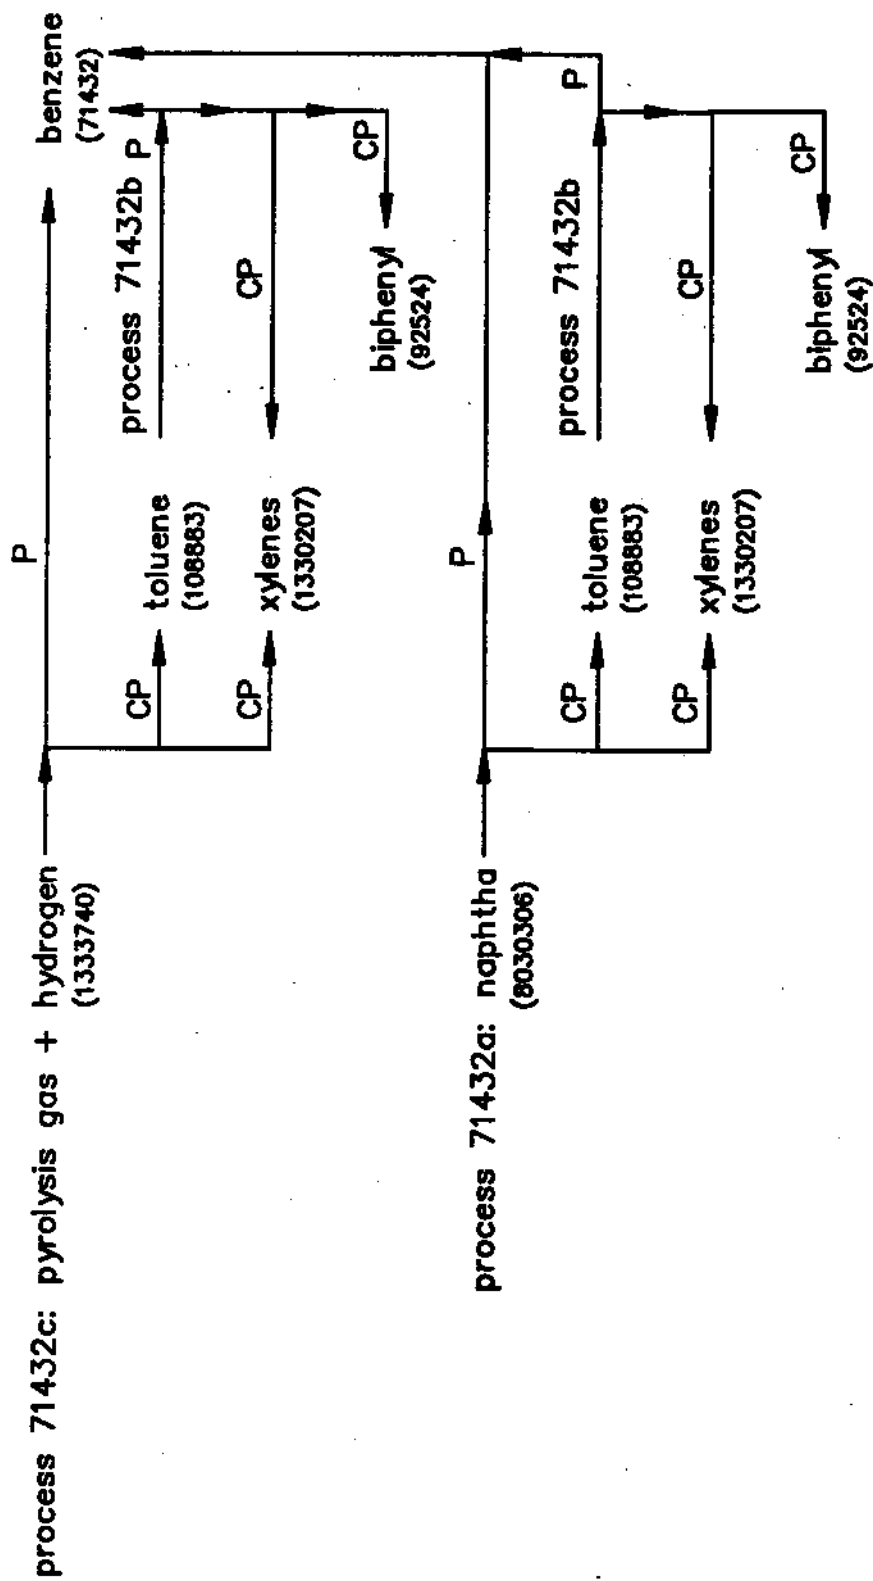 process 71432c: pyrolysis gas + hydrogen
(1333740)
P
benzene
(71432)
CP
toluene
(108883)
process 71432b
P
CP
xylenes
(1330207)
CP
CP
biphenyl
(92524)
process 71432a: naphtha
(8030306)
P
CP
toluene
(108883)
process 71432b
P
CP
xylenes
(1330207)
CP
CP
biphenyl
(92524)